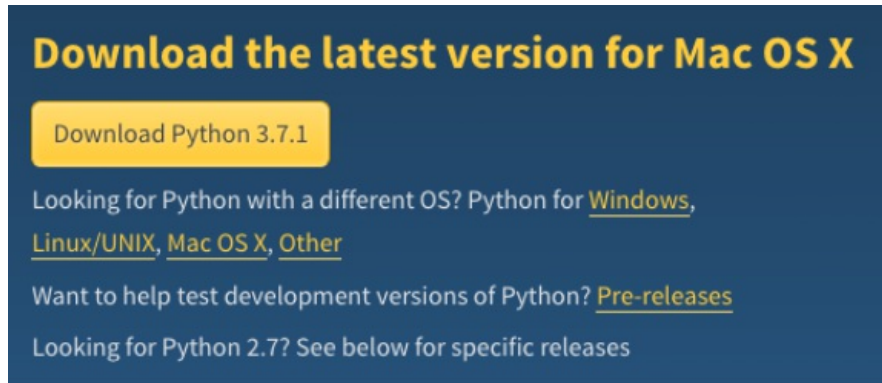 Download the latest version for Mac OS X
Download Python 3.7.1
Looking for Python with a different OS? Python for Windows,
Linux/UNIX, Mac OS X, Other
Want to help test development versions of Python? Pre-releases
Looking for Python 2.7? See below for specific releases